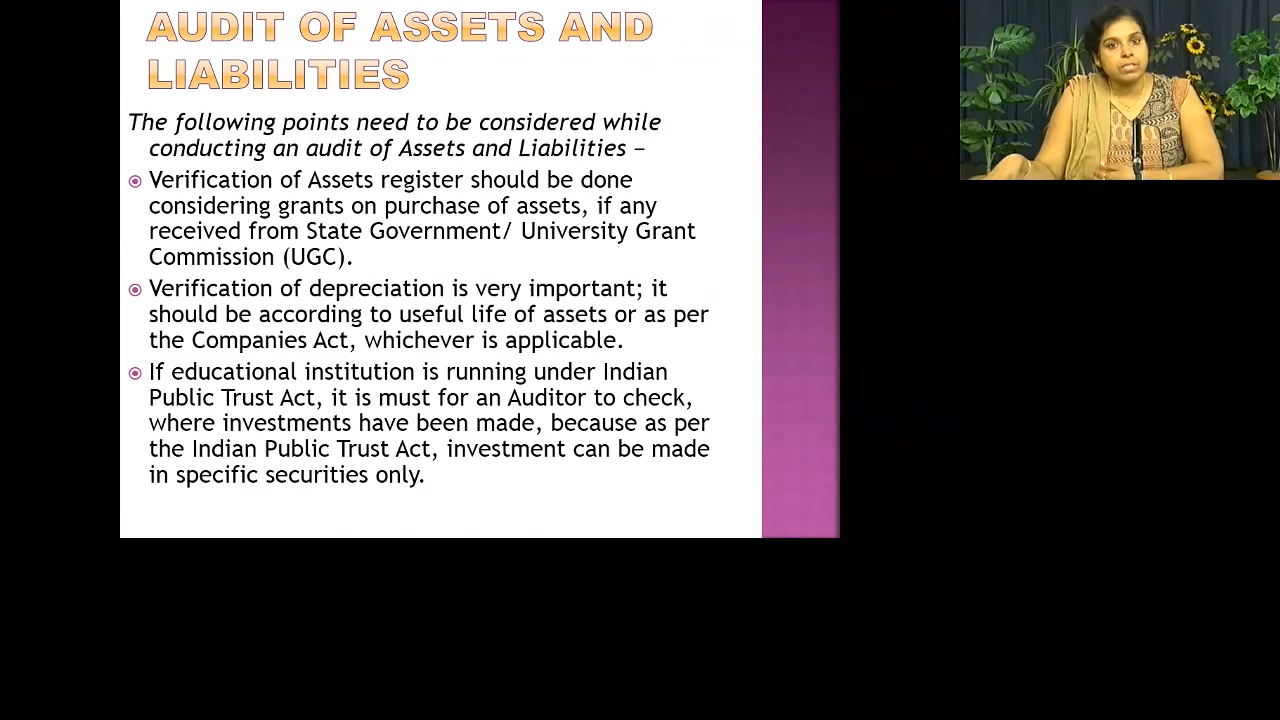 AUDIT OF ASSETS AND
LIABILITIES
The following points need to be considered while
conducting an audit of Assets and Liabilities –
Verification of Assets register should be done
considering grants on purchase of assets, if any
received from State Government/ University Grant
Commission (UGC).
Verification of depreciation is very important; it
should be according to useful life of assets or as per
the Companies Act, whichever is applicable.
If educational institution is running under Indian
Public Trust Act, it is must for an Auditor to check,
where investments have been made, because as per
the Indian Public Trust Act, investment can be made
in specific securities only.